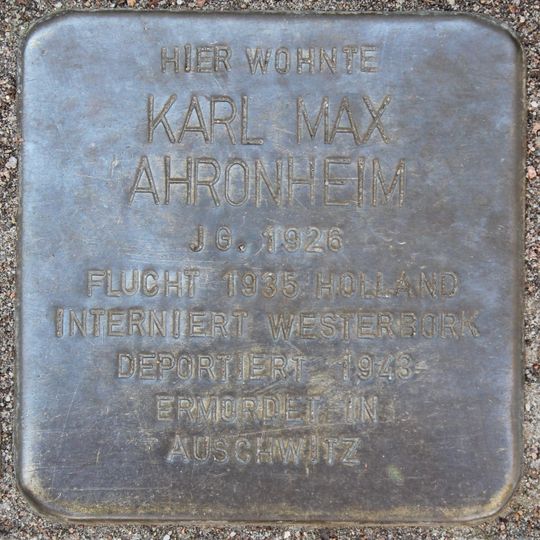 HIER WOHNTE
KARL MAX
AHRONHEIM
JG. 1926
FLUCHT 1935 HOLLAND
INTERNIERT WESTERBORK
DEPORTIERT 1943
ERMORDET IN
AUSCHWITZ